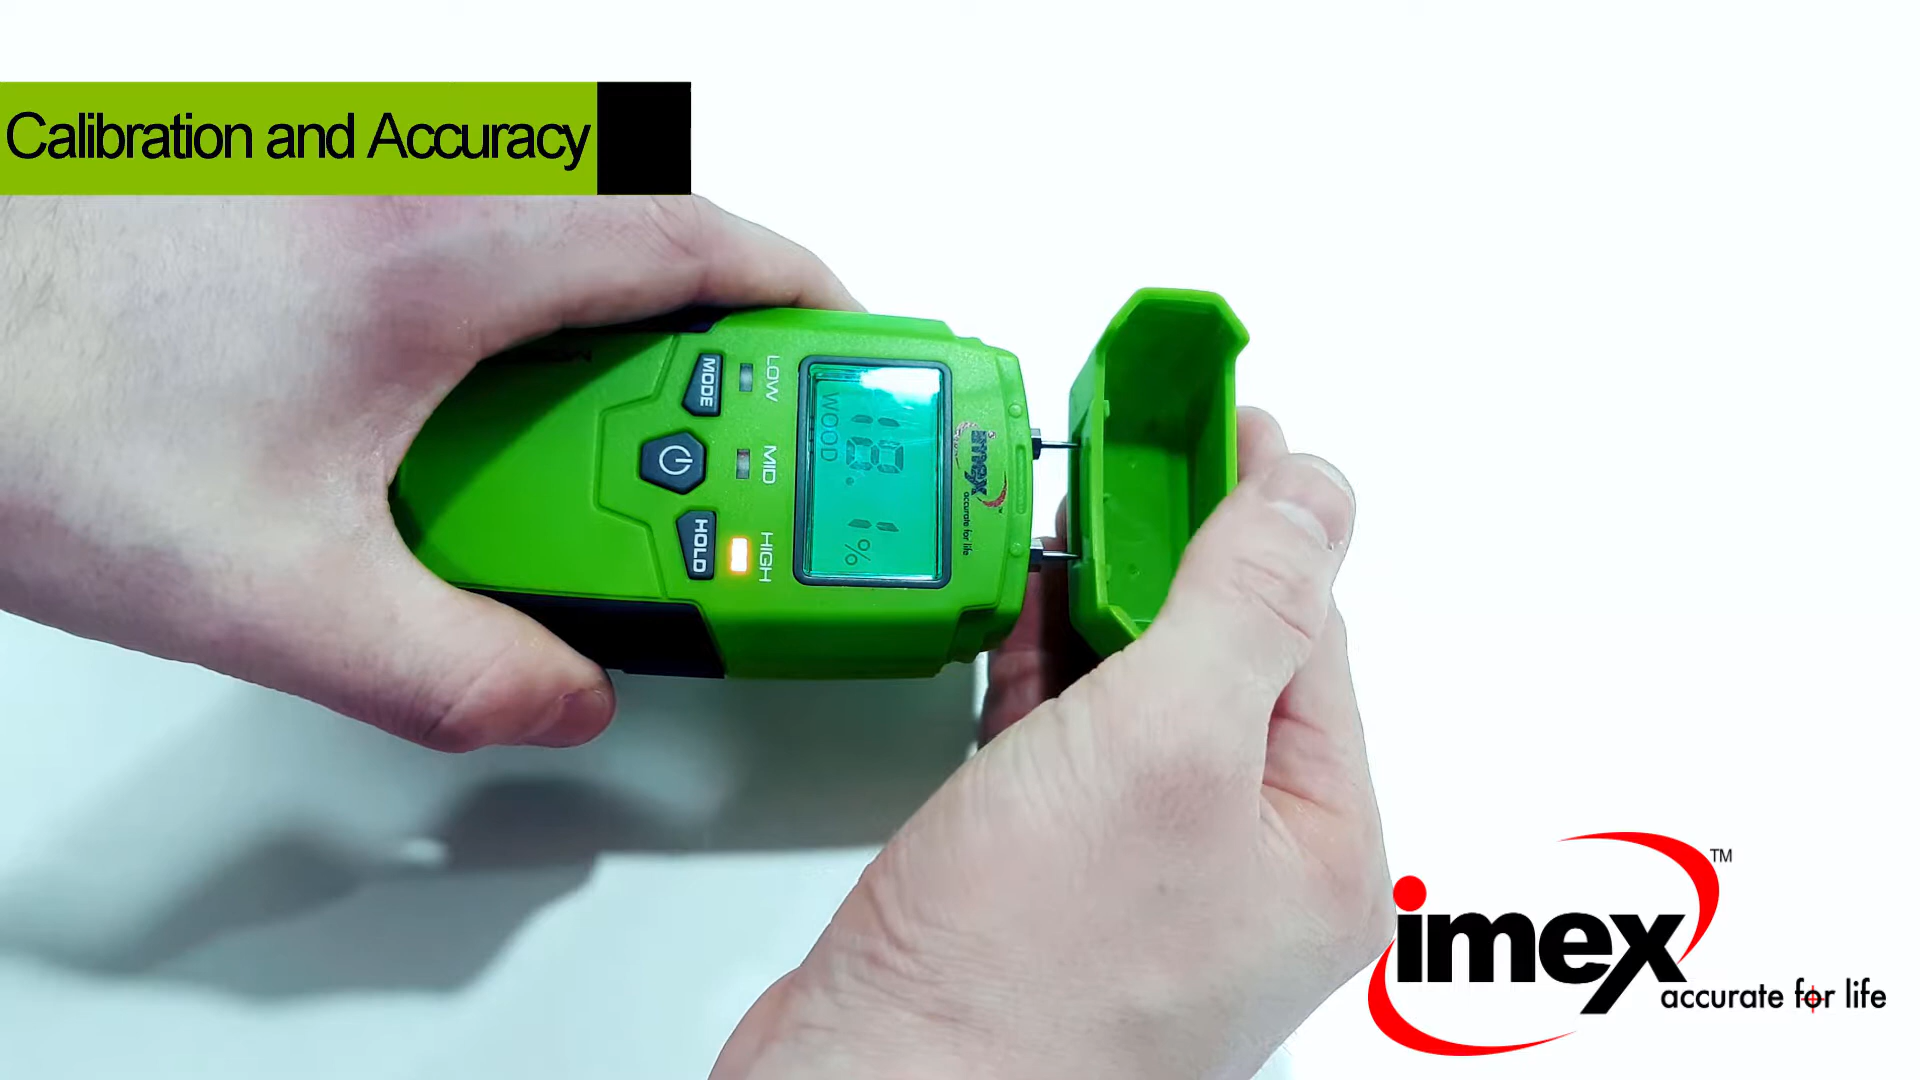 Calibration and Accuracy
LOW
MODE
WOOD
18.1%
MID
HOLD
HIGH
imex
accurate for life
TM
imex
accurate for life